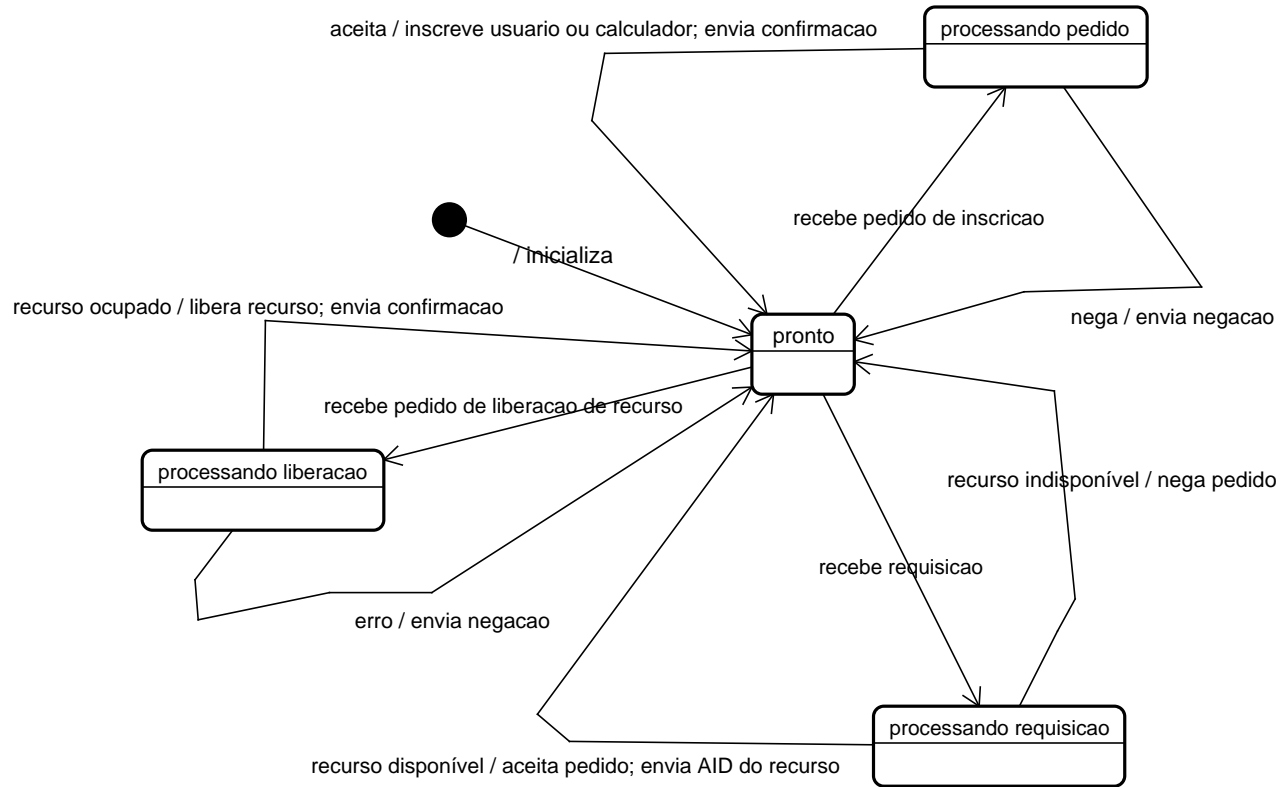 aceita / inscreve usuario ou calculador; envia confirmacao
processando pedido
recebe pedido de inscricao
/ inicializa
recurso ocupado / libera recurso; envia confirmacao
nega / envia negacao
pronto
recebe pedido de liberacao de recurso
processando liberacao
recurso indisponível / nega pedido
recebe requisicao
erro / envia negacao
processando requisicao
recurso disponível / aceita pedido; envia AID do recurso